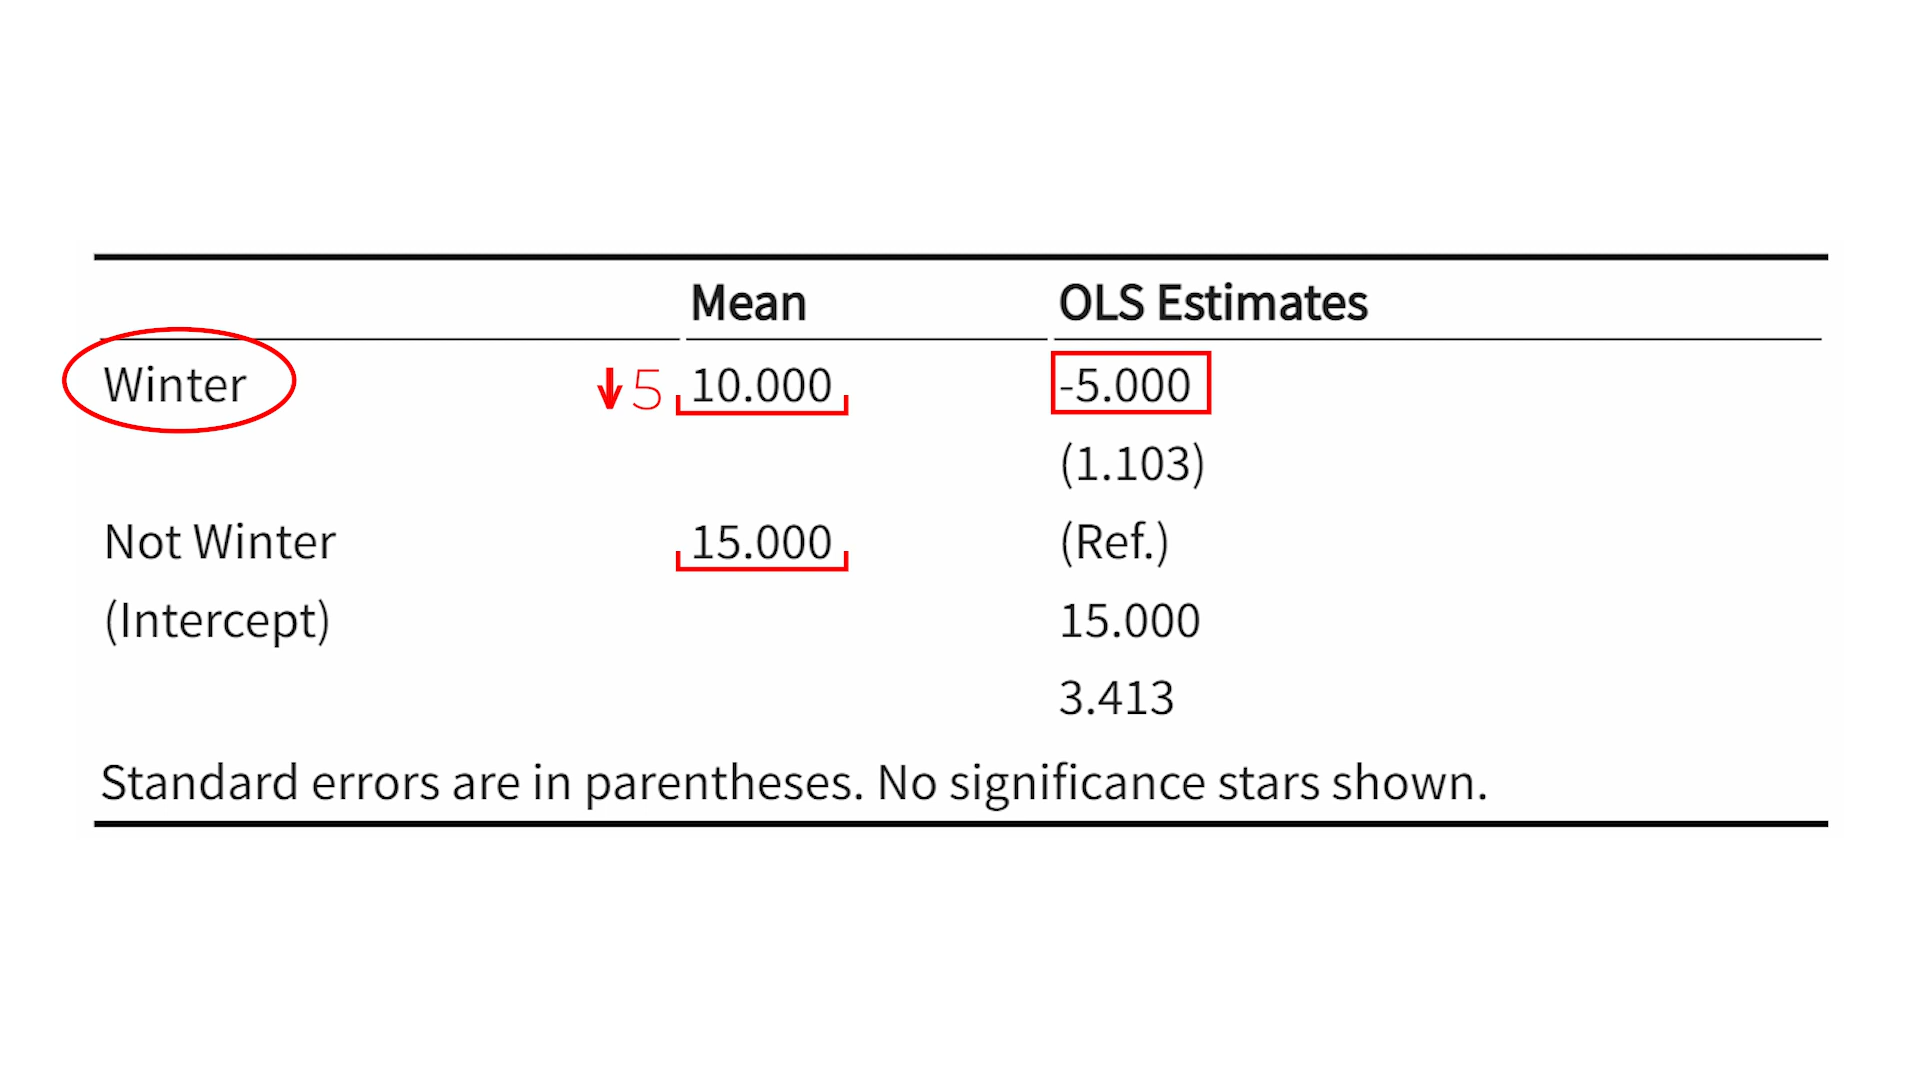 Mean OLS Estimates
Winter ↓5 10.000 -5.000
(1.103)
Not Winter 15.000 (Ref.)
(Intercept) 15.000
3.413
Standard errors are in parentheses. No significance stars shown.